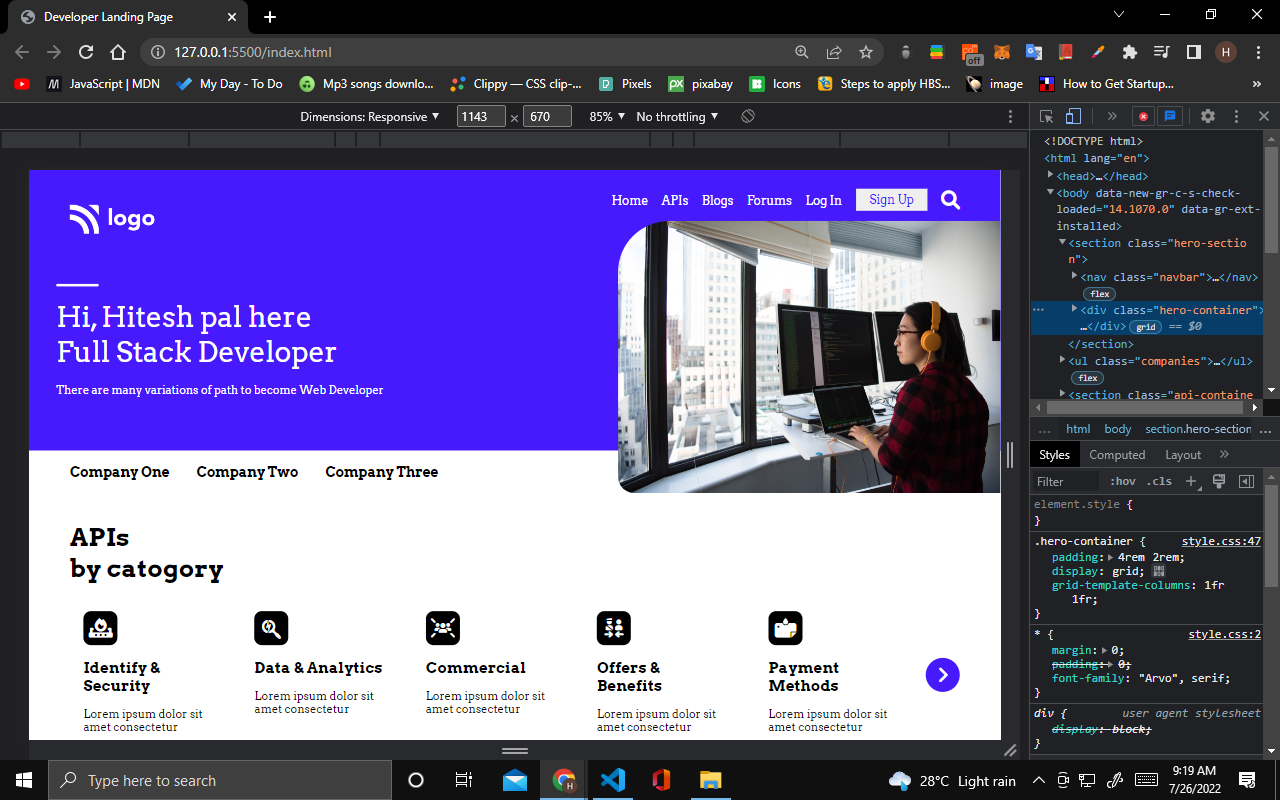 Developer Landing Page
127.0.0.1:5500/index.html
H
off
JavaScript | MDN
My Day - To Do
Mp3 songs downlo...
Clippy — CSS clip-...
Pixels
pixabay
Icons
Steps to apply HBS...
image
How to Get Startup...
Dimensions: Responsive
1143 × 670
85%
No throttling
logo
Home APIs Blogs Forums Log In Sign Up
Hi, Hitesh pal here
Full Stack Developer
There are many variations of path to become Web Developer
Company One Company Two Company Three
APIs
by catogory
Identify &
Security
Lorem ipsum dolor sit
amet consectetur
Data & Analytics
Lorem ipsum dolor sit
amet consectetur
Commercial
Lorem ipsum dolor sit
amet consectetur
Offers &
Benefits
Lorem ipsum dolor sit
amet consectetur
Payment
Methods
Lorem ipsum dolor sit
amet consectetur
<!DOCTYPE html>
<html lang="en">
<head>…</head>
<body data-new-gr-c-s-check-
loaded="14.1070.0" data-gr-ext-
installed>
<section class="hero-sectio
n">
<nav class="navbar">…</nav>
flex
<div class="hero-container">
…</div> grid == $0
</section>
<ul class="companies">…</ul>
flex
<section class="api-containe
... html body section.hero-section ...
Styles Computed Layout
Filter :hov .cls
element.style {
}
.hero-container { style.css:47
padding: 4rem 2rem;
display: grid;
grid-template-columns: 1fr
1fr;
}
* { style.css:2
margin: 0;
padding: 0;
font-family: "Arvo", serif;
}
div { user agent stylesheet
display: block;
}
Type here to search
28°C Light rain
9:19 AM
7/26/2022